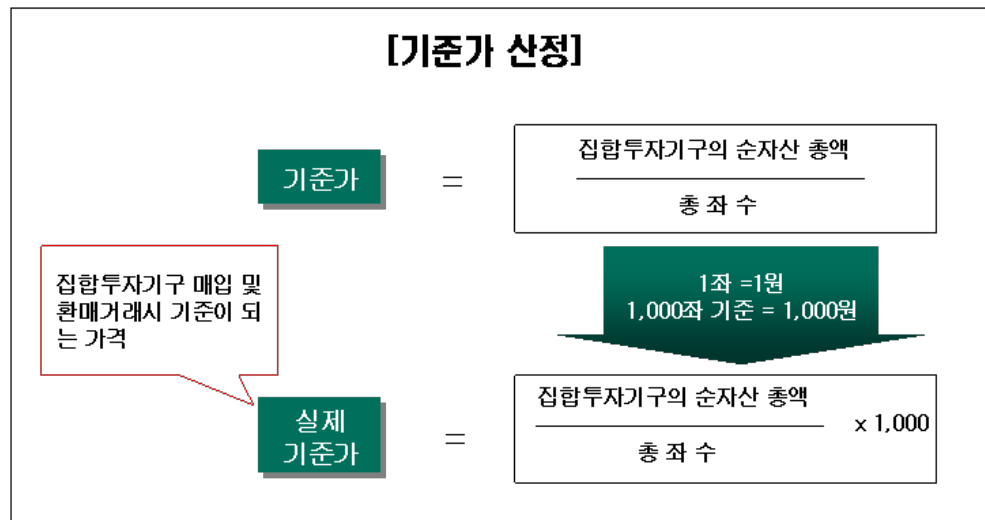 [기준가 산정]
기준가
=
집합투자기구의 순자산 총액
총 좌 수
집합투자기구 매입 및
환매거래시 기준이 되
는 가격
1좌 =1원
1,000좌 기준 = 1,000원
실제
기준가
=
집합투자기구의 순자산 총액
총 좌 수
x 1,000